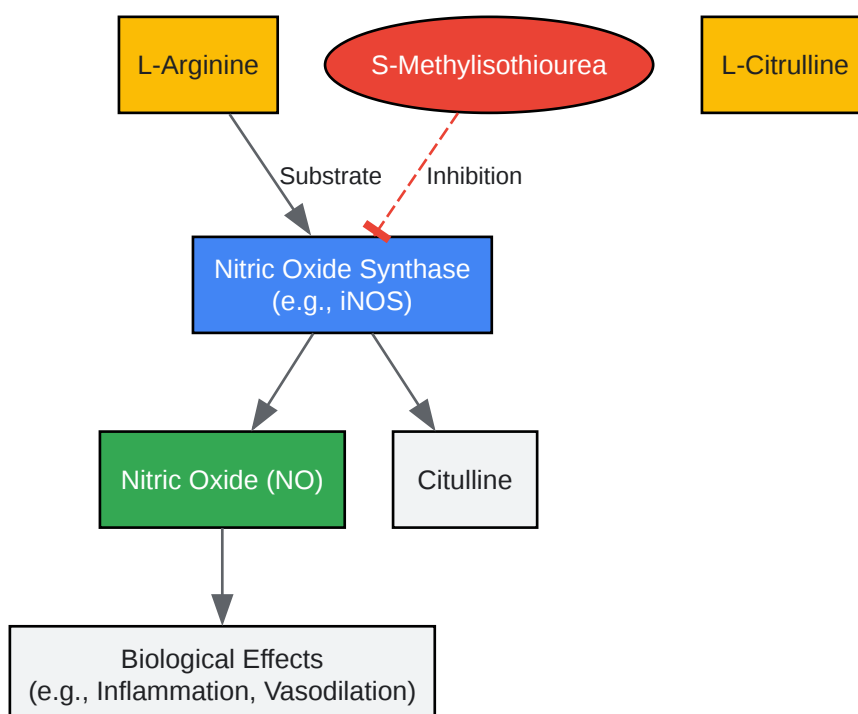 L-Arginine
S-Methylisothiourea
L-Citrulline
Substrate
Inhibition
Nitric Oxide Synthase
(e.g., iNOS)
Nitric Oxide (NO)
Citulline
Biological Effects
(e.g., Inflammation, Vasodilation)